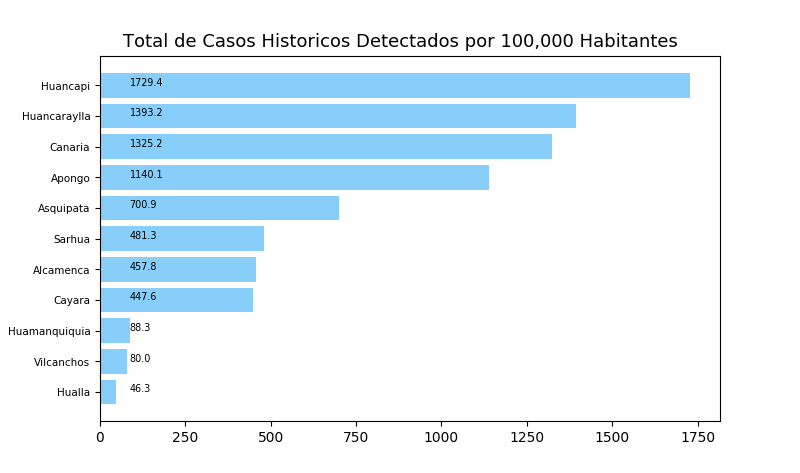 Total de Casos Historicos Detectados por 100,000 Habitantes
Huancapi 1729.4
Huancaraylla 1393.2
Canaria 1325.2
Apongo 1140.1
Asquipata 700.9
Sarhua 481.3
Alcamenca 457.8
Cayara 447.6
Huamanquiquia 88.3
Vilcanchos 80.0
Hualla 46.3
0 250 500 750 1000 1250 1500 1750